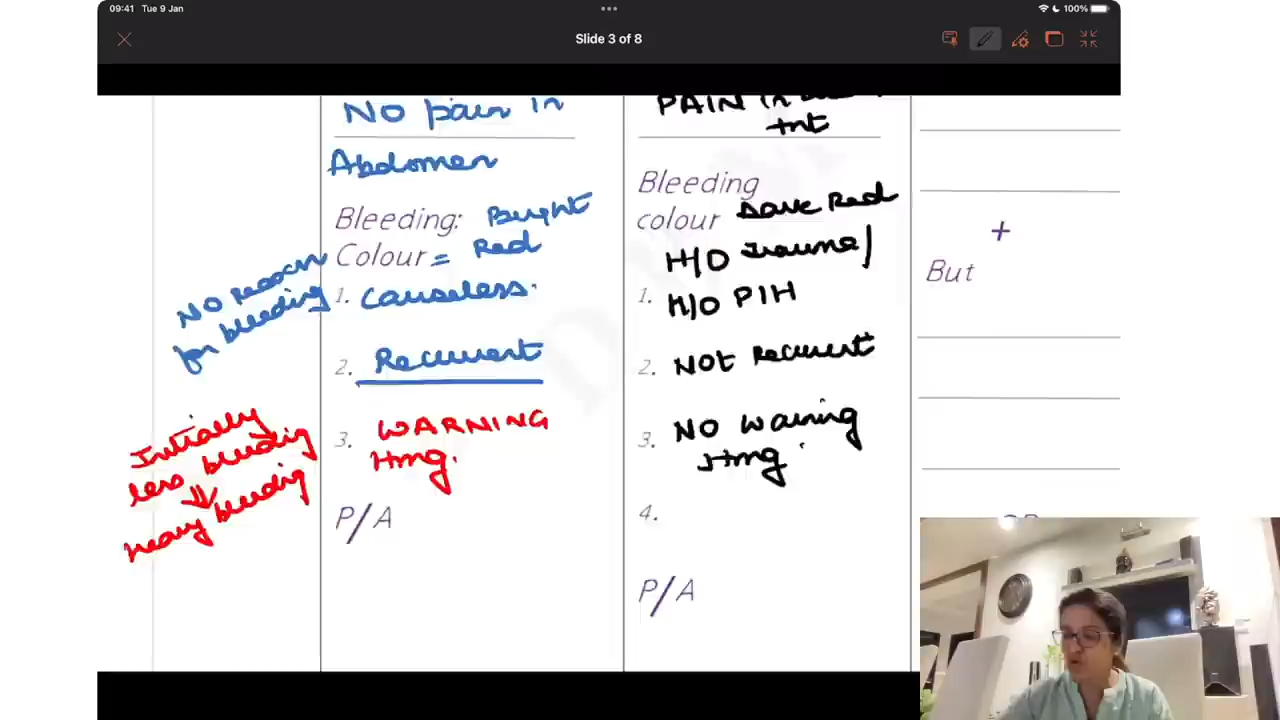 09:41 Tue 9 Jan
100%
Slide 3 of 8
NO pain in
Abdomen
Bleeding: Bright
Colour = Red
1. Causeless.
2. Recurrent
3. WARNING
Hmg.
P/A
NO reason
for bleeding
Initially
less bleeding
heavy bleeding
PAIN in
+nt
Bleeding
colour Dark Red
H/O Trauma/
1. H/O PIH
2. NOT Recurrent
3. NO warning
Hmg
4.
P/A
+
But